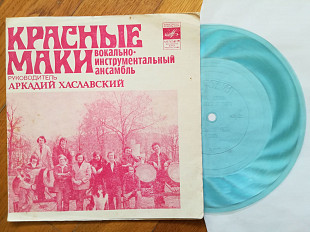 КРАСНЫЕ
МАКИ
ВОКАЛЬНО-
ИНСТРУМЕНТАЛЬНЫЙ
АНСАМБЛЬ
РУКОВОДИТЕЛЬ
АРКАДИЙ ХАСЛАВСКИЙ